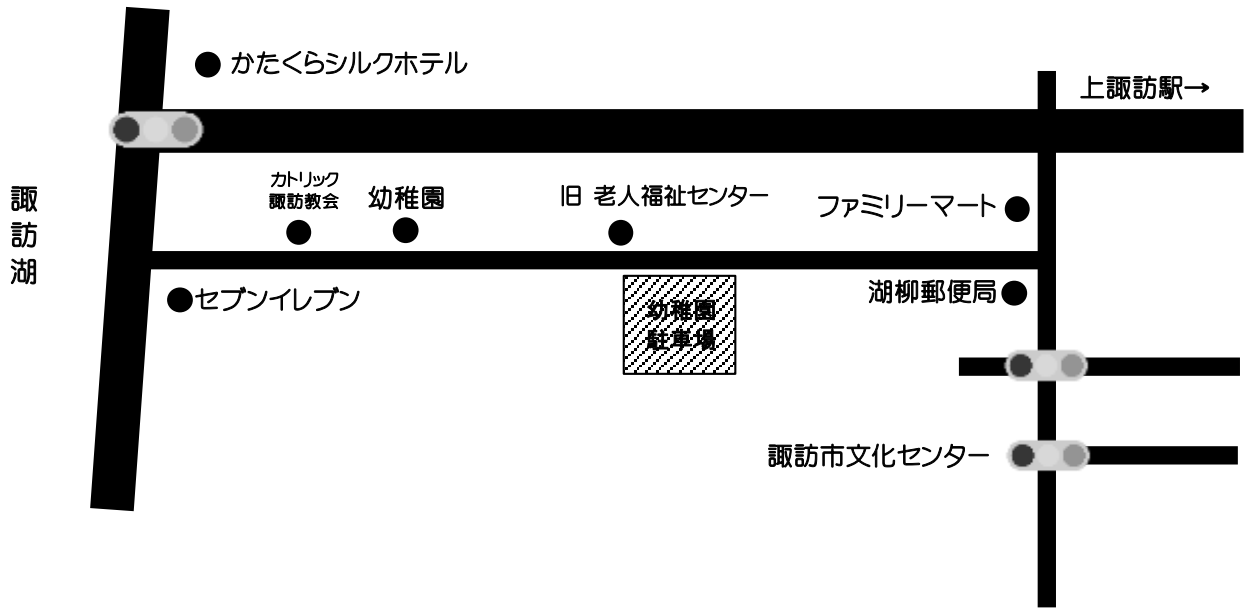 かたくらシルクホテル
上諏訪駅→
諏訪湖
カトリック
諏訪教会
幼稚園
旧 老人福祉センター
ファミリーマート
セブンイレブン
幼稚園
駐車場
湖柳郵便局
諏訪市文化センター